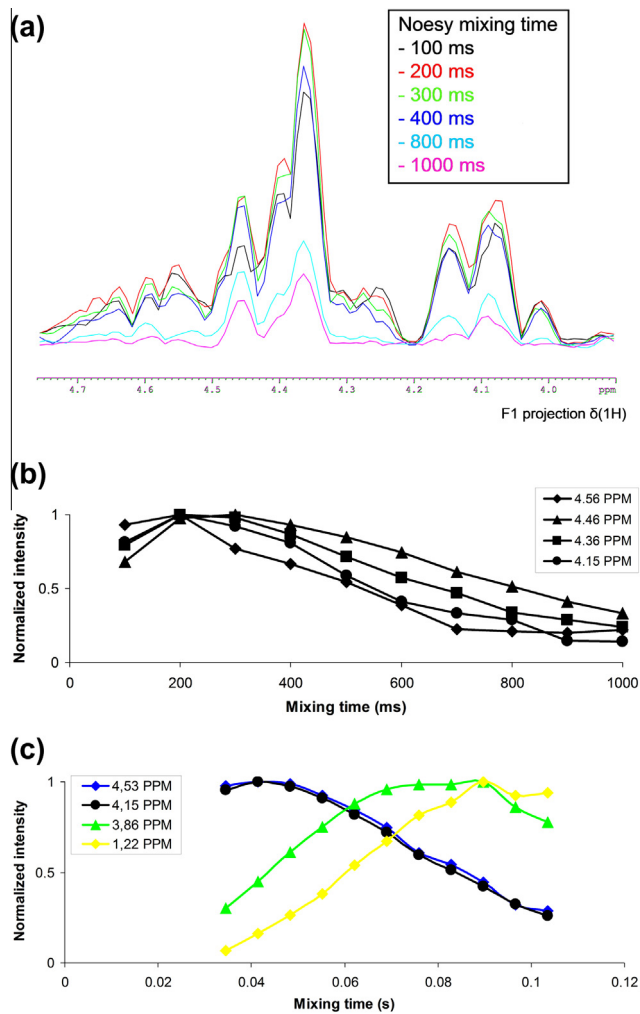 (a)
Noesy mixing time
- 100 ms
- 200 ms
- 300 ms
- 400 ms
- 800 ms
- 1000 ms
4.7 4.6 4.5 4.4 4.3 4.2 4.1 4.0 ppm
F1 projection δ(1H)
(b)
Normalized intensity
1
0.5
0
0 200 400 600 800 1000
Mixing time (ms)
4.56 PPM
4.46 PPM
4.36 PPM
4.15 PPM
(c)
4,53 PPM
4,15 PPM
3,86 PPM
1,22 PPM
Normalized intensity
1
0.5
0
0 0.02 0.04 0.06 0.08 0.1 0.12
Mixing time (s)